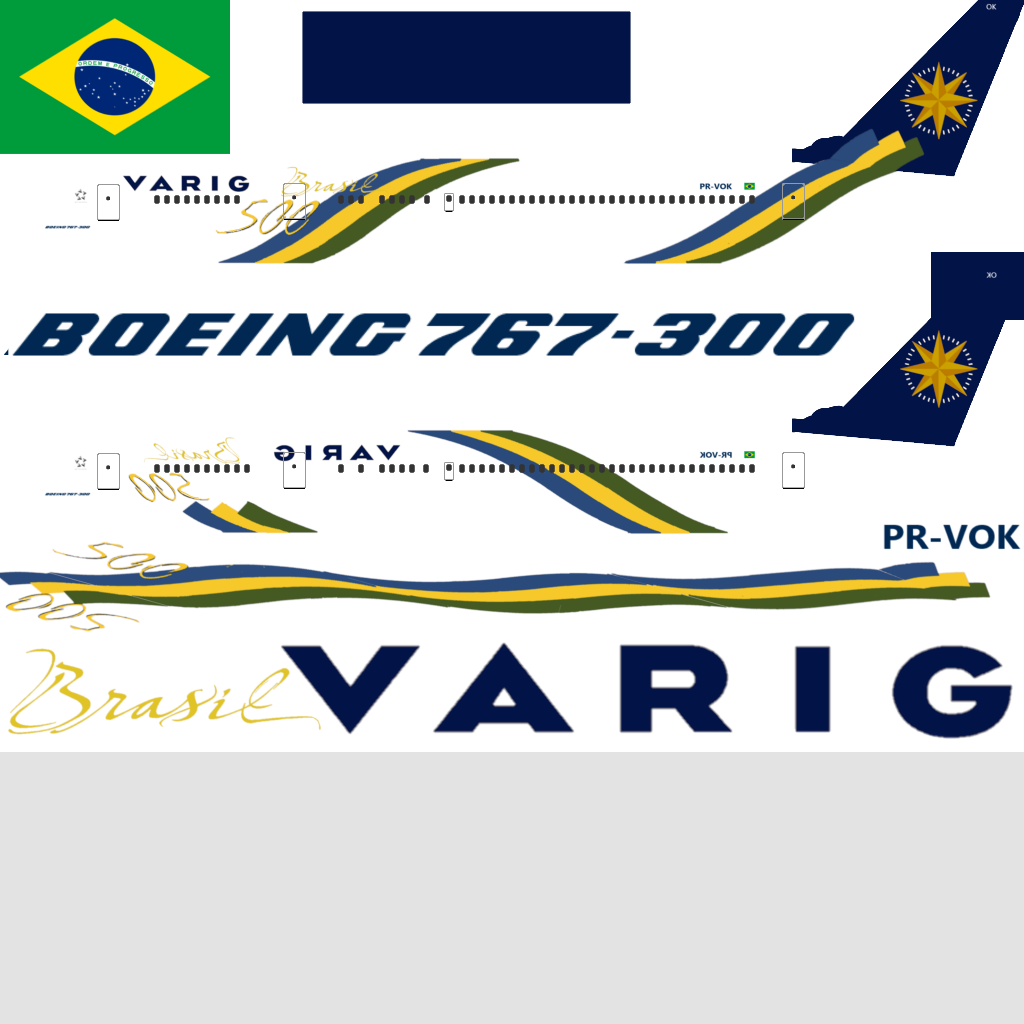 OK
ORDEM E PROGRESSO
VARIG
Brasil
PR-VOK
500
BOEING 767-300
OK
BOEING 767-300
Brasil
VARIG
PR-VOK
500
BOEING 767-300
PR-VOK
500
500
Brasil VARIG